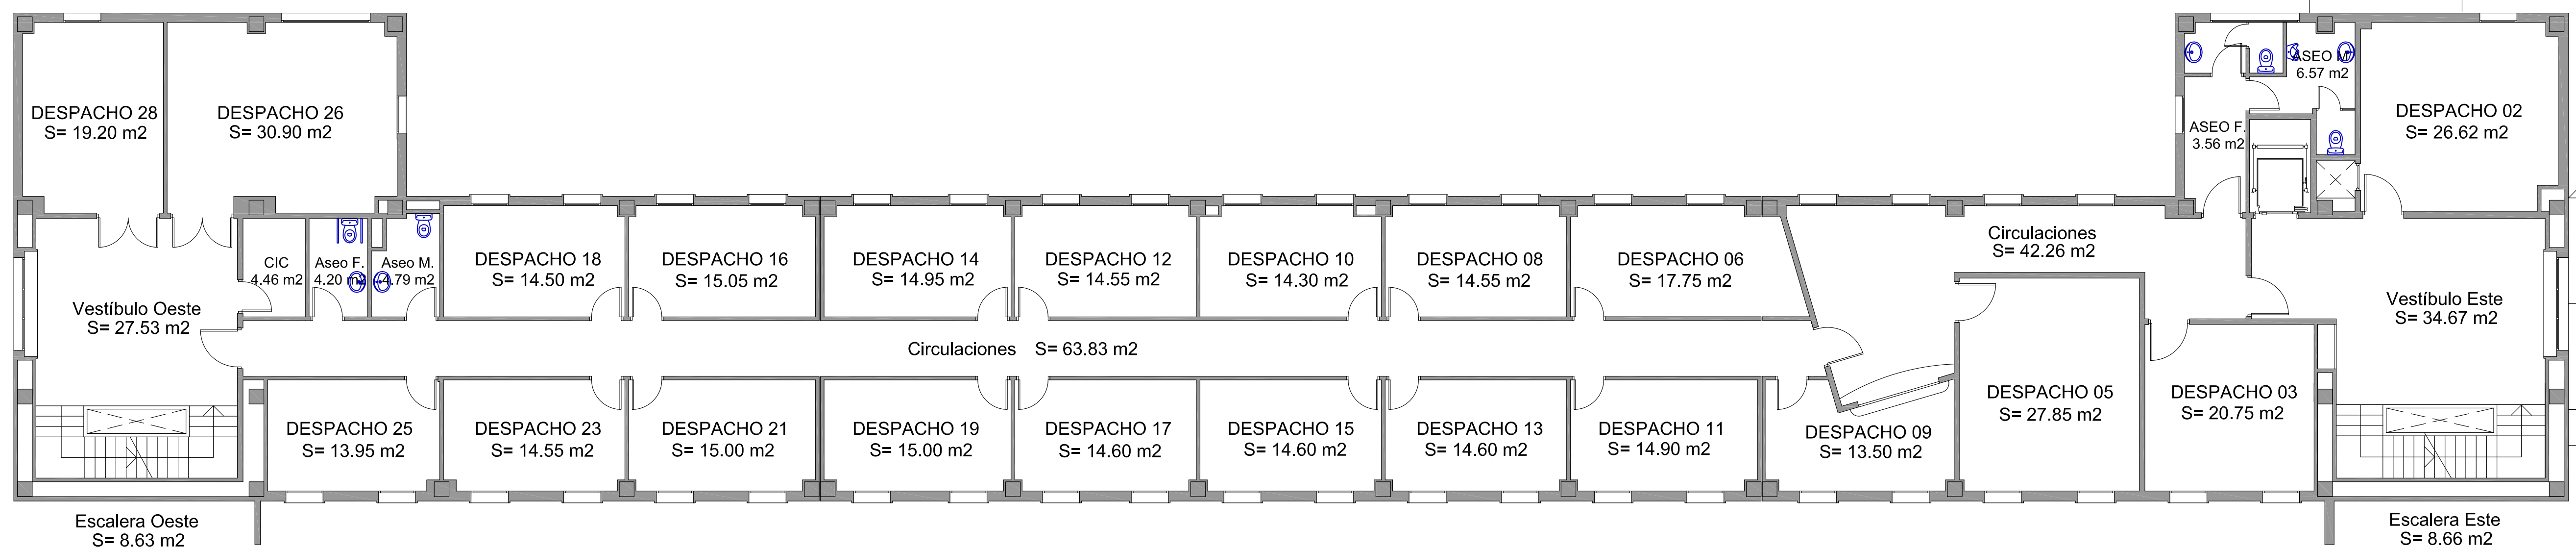 DESPACHO 28
S= 19.20 m2
DESPACHO 26
S= 30.90 m2
ASEO M.
6.57 m2
ASEO F.
3.56 m2
DESPACHO 02
S= 26.62 m2
Vestíbulo Oeste
S= 27.53 m2
CIC
4.46 m2
Aseo F.
4.20 m2
Aseo M.
4.79 m2
DESPACHO 18
S= 14.50 m2
DESPACHO 16
S= 15.05 m2
DESPACHO 14
S= 14.95 m2
DESPACHO 12
S= 14.55 m2
DESPACHO 10
S= 14.30 m2
DESPACHO 08
S= 14.55 m2
DESPACHO 06
S= 17.75 m2
Circulaciones
S= 42.26 m2
Vestíbulo Este
S= 34.67 m2
Circulaciones S= 63.83 m2
DESPACHO 25
S= 13.95 m2
DESPACHO 23
S= 14.55 m2
DESPACHO 21
S= 15.00 m2
DESPACHO 19
S= 15.00 m2
DESPACHO 17
S= 14.60 m2
DESPACHO 15
S= 14.60 m2
DESPACHO 13
S= 14.60 m2
DESPACHO 11
S= 14.90 m2
DESPACHO 09
S= 13.50 m2
DESPACHO 05
S= 27.85 m2
DESPACHO 03
S= 20.75 m2
Escalera Oeste
S= 8.63 m2
Escalera Este
S= 8.66 m2